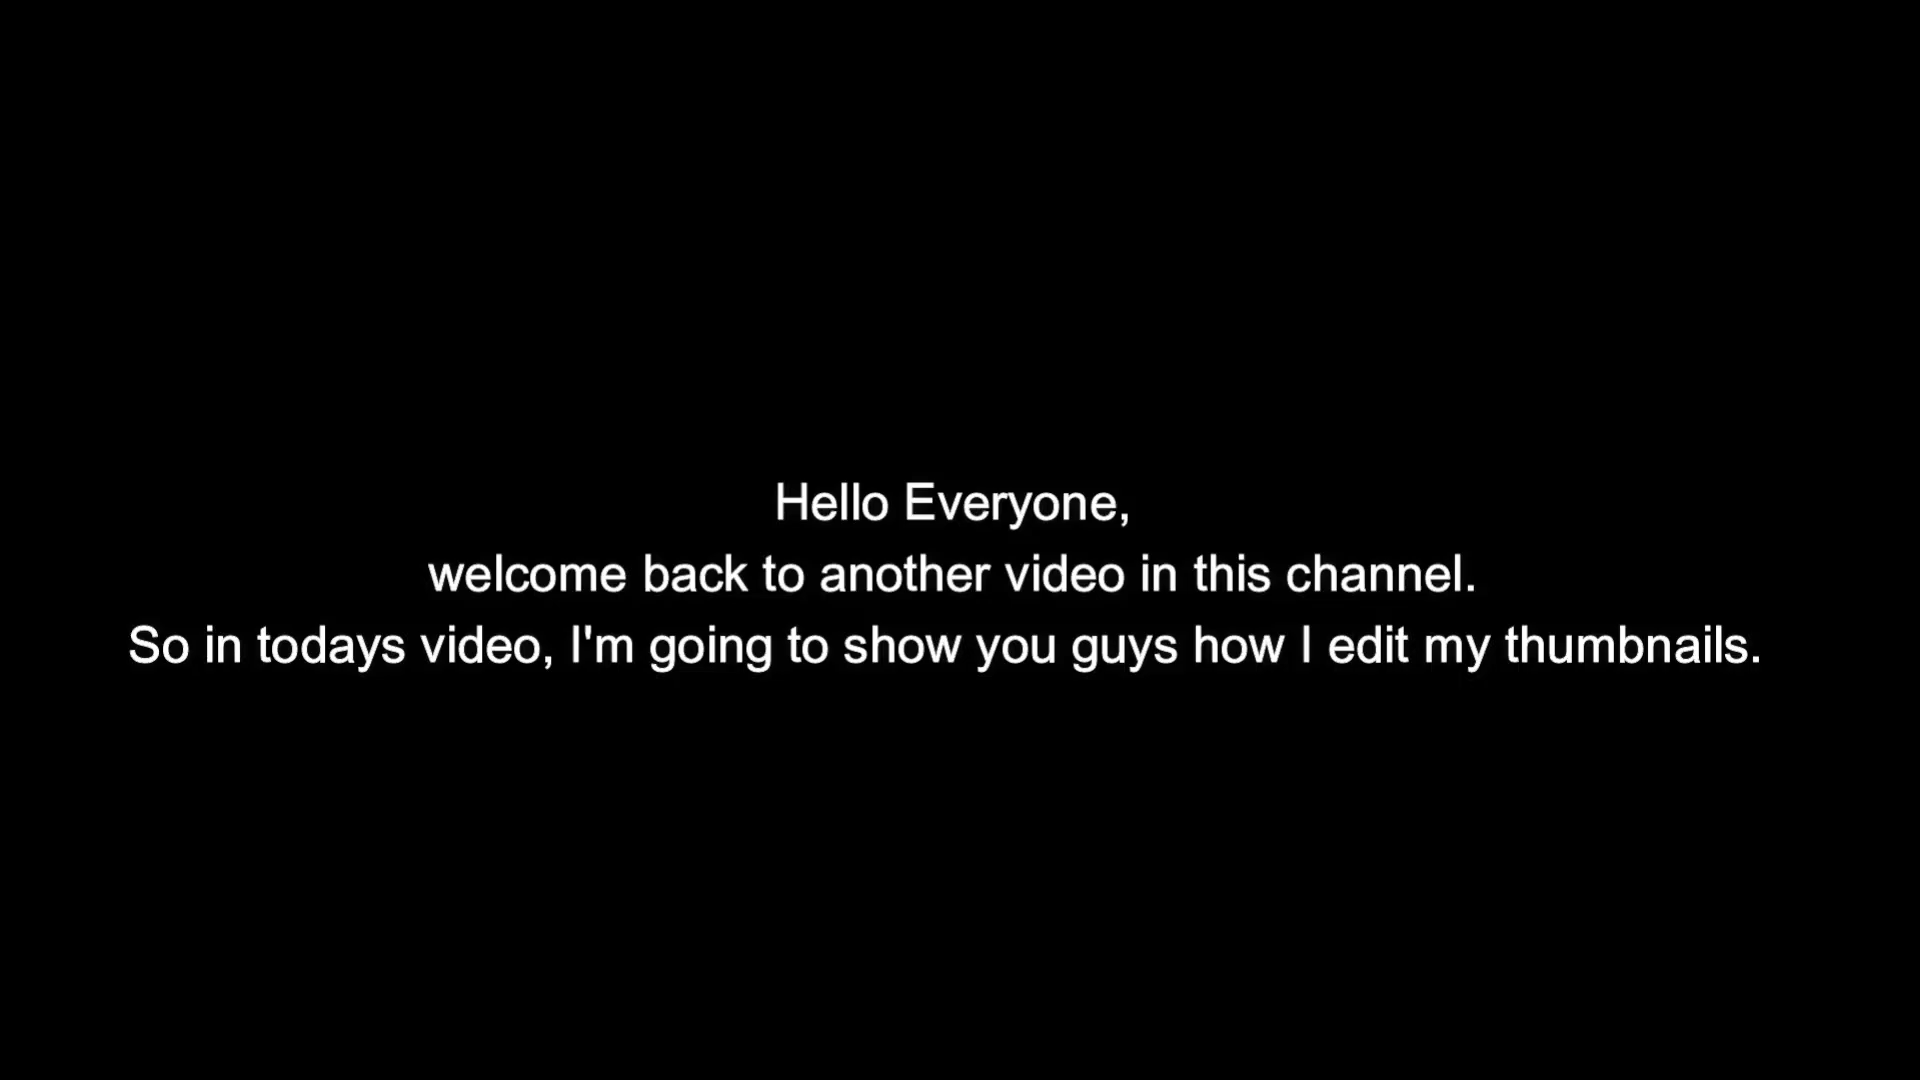 Hello Everyone,
welcome back to another video in this channel.
So in todays video, I'm going to show you guys how I edit my thumbnails.